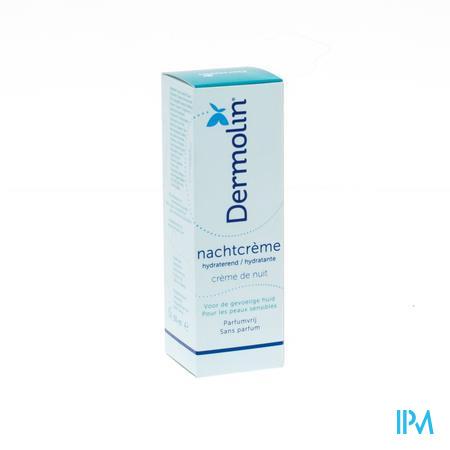 Dermolin®
nachtcrème
hydraterend / hydratante
crème de nuit
Voor de gevoelige huid
Pour les peaux sensibles
Parfumvrij
Sans parfum
IPM